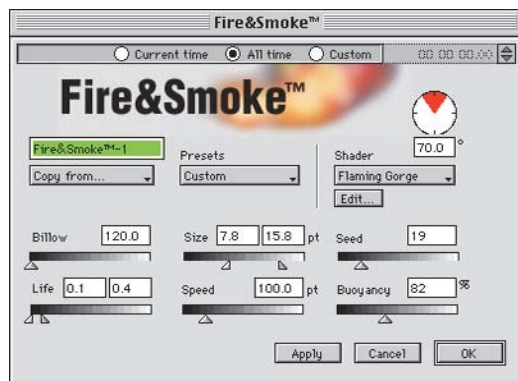 Fire&Smoke™
Current time All time Custom 00 00 00.00
Fire&Smoke™
70.0 °
Fire&Smoke™-1
Presets
Shader
Copy from...
Custom
Flaming Gorge
Edit...
Billow 120.0
Size 7.8 15.8 pt
Seed 19
Life 0.1 0.4
Speed 100.0 pt
Buoyancy 82 %
Apply Cancel OK